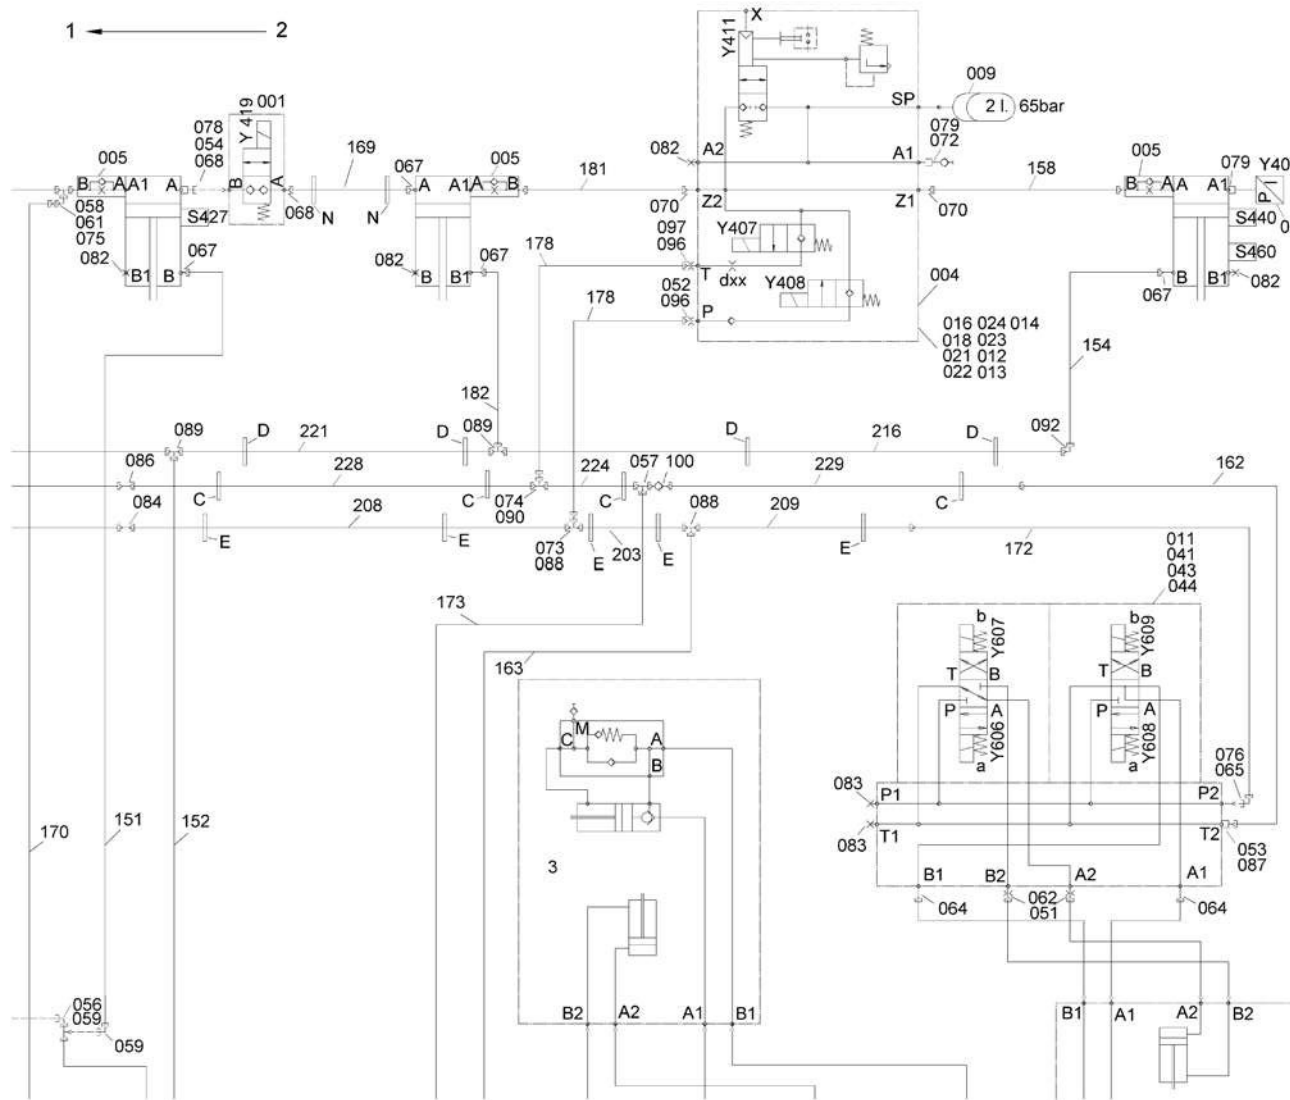 1
2
X
Y411
009
SP
2 l. 65bar
001
Y 419
078
054
068
169
005
B A A1 A
B
A
068
058
061
075
S427
082
B1 B
067
N
N
067
005
A A1 A B
082
B B1
067
181
082
A2
A1
079
072
070
Z2
Z1
070
158
005
B A A A1
079
Y40
P I
0
S440
S460
B B1
067
082
097
096
T
dxx
Y407
Y408
178
178
052
096
P
004
016 024 014
018 023
021 012
022 013
154
182
089
D
221
D
089
D
216
D
092
086
228
C
C
074
090
224
C
057
100
229
C
162
084
208
E
E
073
088
E
203
E
088
209
E
172
011
041
043
044
173
163
b
Y607
T B
P A
Y606
a
b
Y609
T B
P A
Y608
a
076
065
083
P1
P2
083
T1
T2
053
087
M
C
A
B
3
170
151
152
B1
B2
A2
A1
064
062
051
064
056
059
059
B2 A2 A1 B1
B1 A1 A2 B2